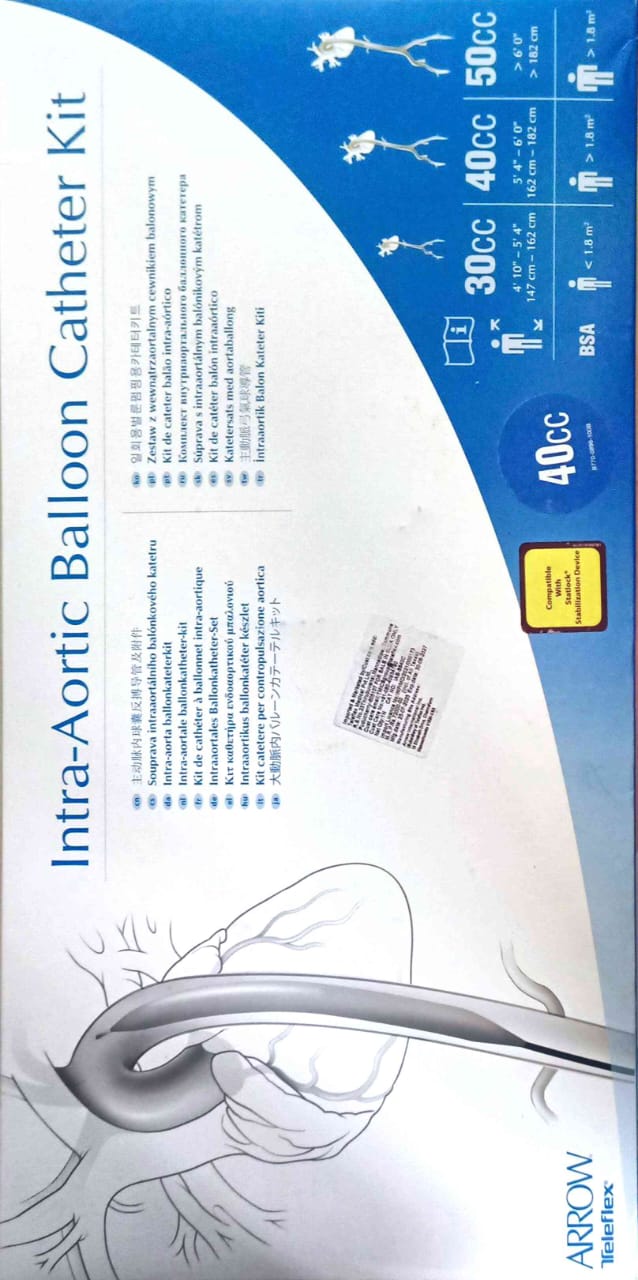 Intra-Aortic Balloon Catheter Kit
cn 主动脉内球囊反搏导管及附件
cs Souprava intraaortálního balónkového katetru
da Intra-aorta ballonkateterkit
nl Intra-aortale ballonkatheter-kit
fr Kit de cathéter à ballonnet intra-aortique
de Intraaortales Ballonkatheter-Set
el Κιτ καθετήρα ενδοαορτικού μπαλονιού
hu Intraaortikus ballonkatéter készlet
it Kit catetere per contropulsazione aortica
ja 大動脈内バルーンカテーテルキット
ko 일회용벌룬펌핑용카테터키트
pl Zestaw z wewnątrzaortalnym cewnikiem balonowym
pt Kit de cateter balão intra-aórtico
ru Комплект внутриаортального баллонного катетера
sk Súprava s intraaortálnym balónikovým katétrom
es Kit de catéter balón intraaórtico
sv Katetersats med aortaballong
tw 主動脈弓氣球導管
tr Intraaortik Balon Kateter Kiti
30CC 40CC 50CC
4' 10" – 5' 4" 5' 4" – 6' 0" > 6' 0"
147 cm – 162 cm 162 cm – 182 cm > 182 cm
BSA < 1.8 m² > 1.8 m² > 1.8 m²
40CC
Compatible
With
Statlock®
Stabilization Device
ARROW
Teleflex®